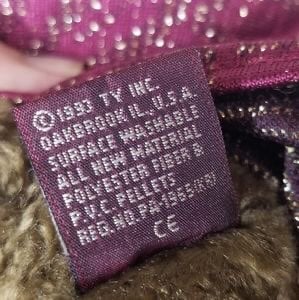 © 1993 TY INC.
OAKBROOK IL. U.S.A.
SURFACE WASHABLE
ALL NEW MATERIAL
POLYESTER FIBER &
P.V.C. PELLETS
REG.NO PA-1965(KR)
CE